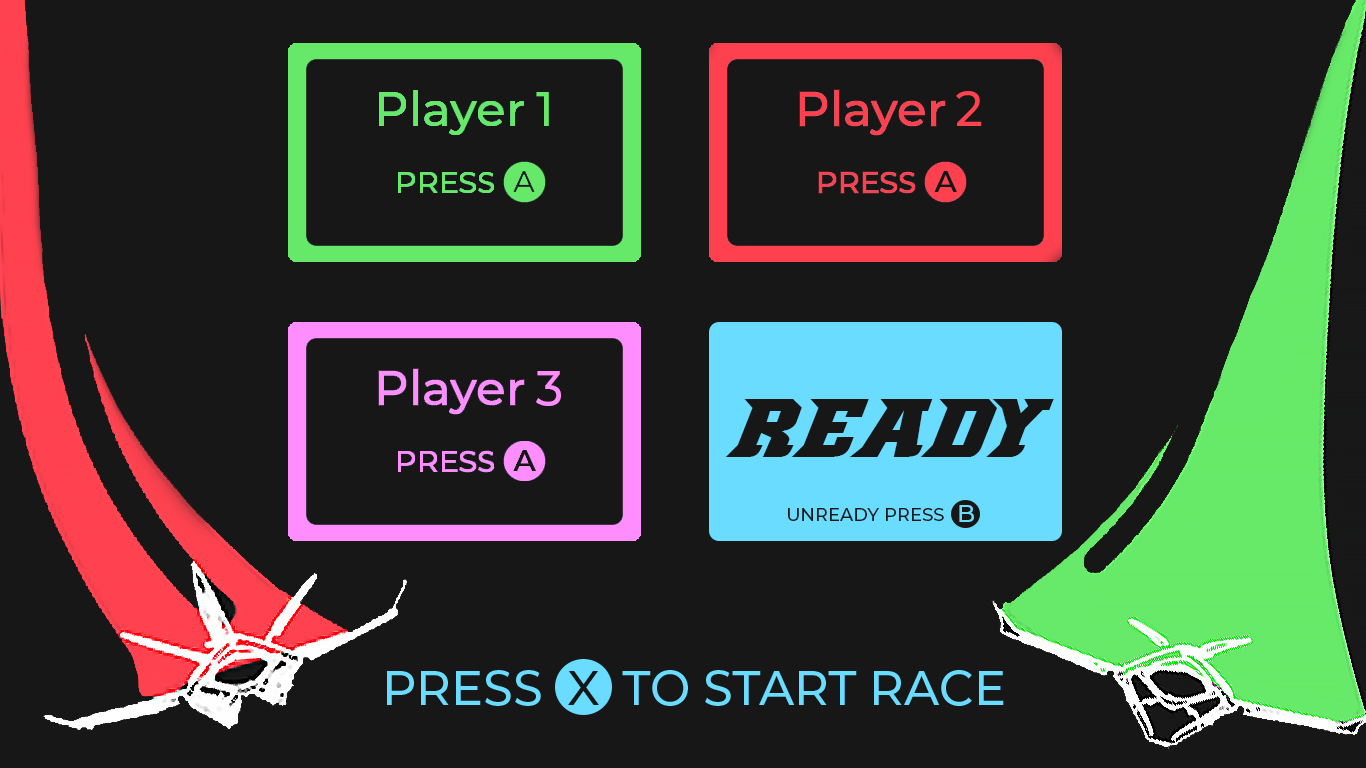 Player 1
PRESS A
Player 2
PRESS A
Player 3
PRESS A
READY
UNREADY PRESS B
PRESS X TO START RACE